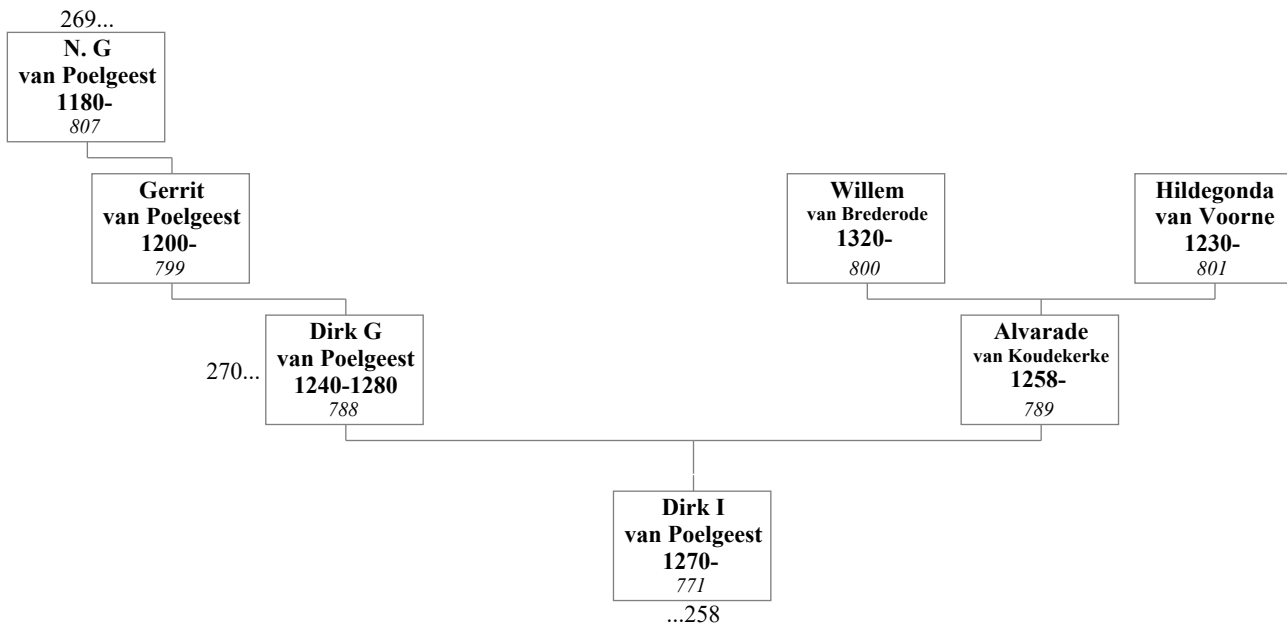 269...
N. G
van Poelgeest
1180-
807
Gerrit
van Poelgeest
1200-
799
Willem
van Brederode
1320-
800
Hildegonda
van Voorne
1230-
801
270...
Dirk G
van Poelgeest
1240-1280
788
Alvarade
van Koudekerke
1258-
789
Dirk I
van Poelgeest
1270-
771
...258